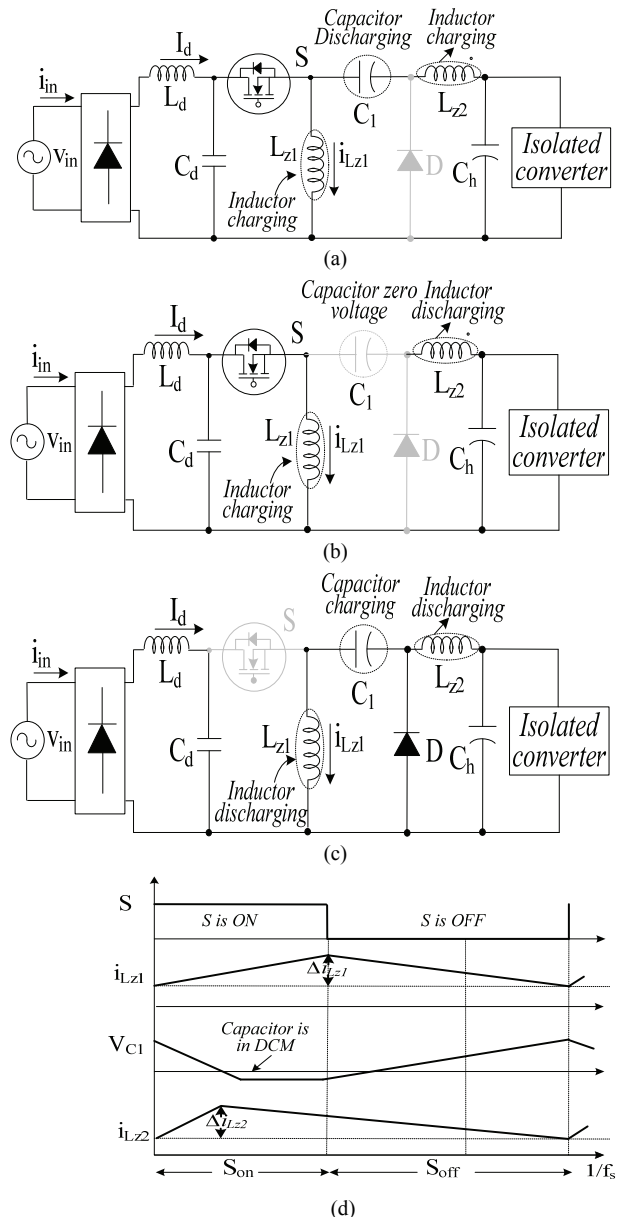 Capacitor Discharging
Inductor charging
I_d
S
i_in
L_d
C_1
L_z2
v_in
C_d
L_z1
i_Lz1
D
C_h
Isolated converter
Inductor charging
(a)
Capacitor zero voltage
Inductor discharging
I_d
S
i_in
L_d
C_1
L_z2
v_in
C_d
L_z1
i_Lz1
D
C_h
Isolated converter
Inductor charging
(b)
Capacitor charging
Inductor discharging
I_d
S
i_in
L_d
C_1
L_z2
v_in
C_d
L_z1
i_Lz1
D
C_h
Isolated converter
Inductor discharging
(c)
S
S is ON
S is OFF
i_Lz1
Δi_Lz1
V_C1
Capacitor is in DCM
i_Lz2
Δi_Lz2
S_on
S_off
1/f_s
(d)